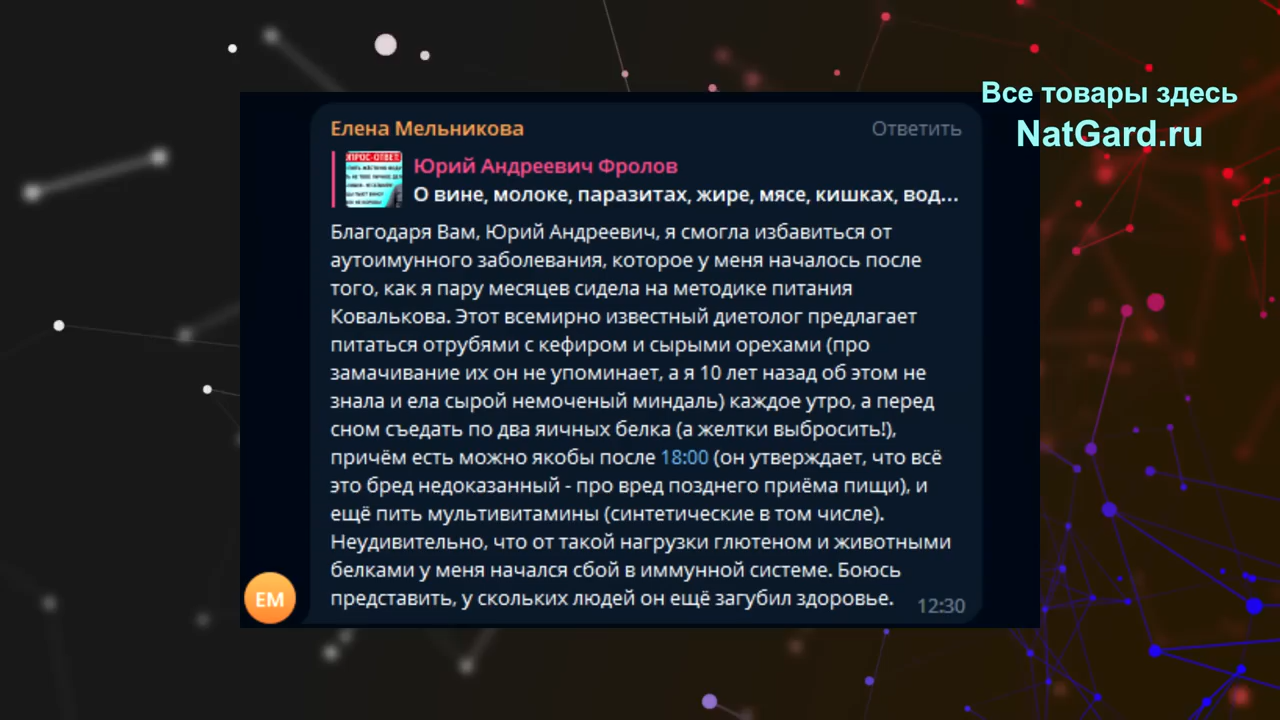 Все товары здесь
NatGard.ru
Елена Мельникова
Ответить
Юрий Андреевич Фролов
О вине, молоке, паразитах, жире, мясе, кишках, вод...
Благодаря Вам, Юрий Андреевич, я смогла избавиться от
аутоимунного заболевания, которое у меня началось после
того, как я пару месяцев сидела на методике питания
Ковалькова. Этот всемирно известный диетолог предлагает
питаться отрубями с кефиром и сырыми орехами (про
замачивание их он не упоминает, а я 10 лет назад об этом не
знала и ела сырой немоченый миндаль) каждое утро, а перед
сном съедать по два яичных белка (а желтки выбросить!),
причём есть можно якобы после 18:00 (он утверждает, что всё
это бред недоказанный - про вред позднего приёма пищи), и
ещё пить мультивитамины (синтетические в том числе).
Неудивительно, что от такой нагрузки глютеном и животными
белками у меня начался сбой в иммунной системе. Боюсь
представить, у скольких людей он ещё загубил здоровье.
12:30
ЕМ